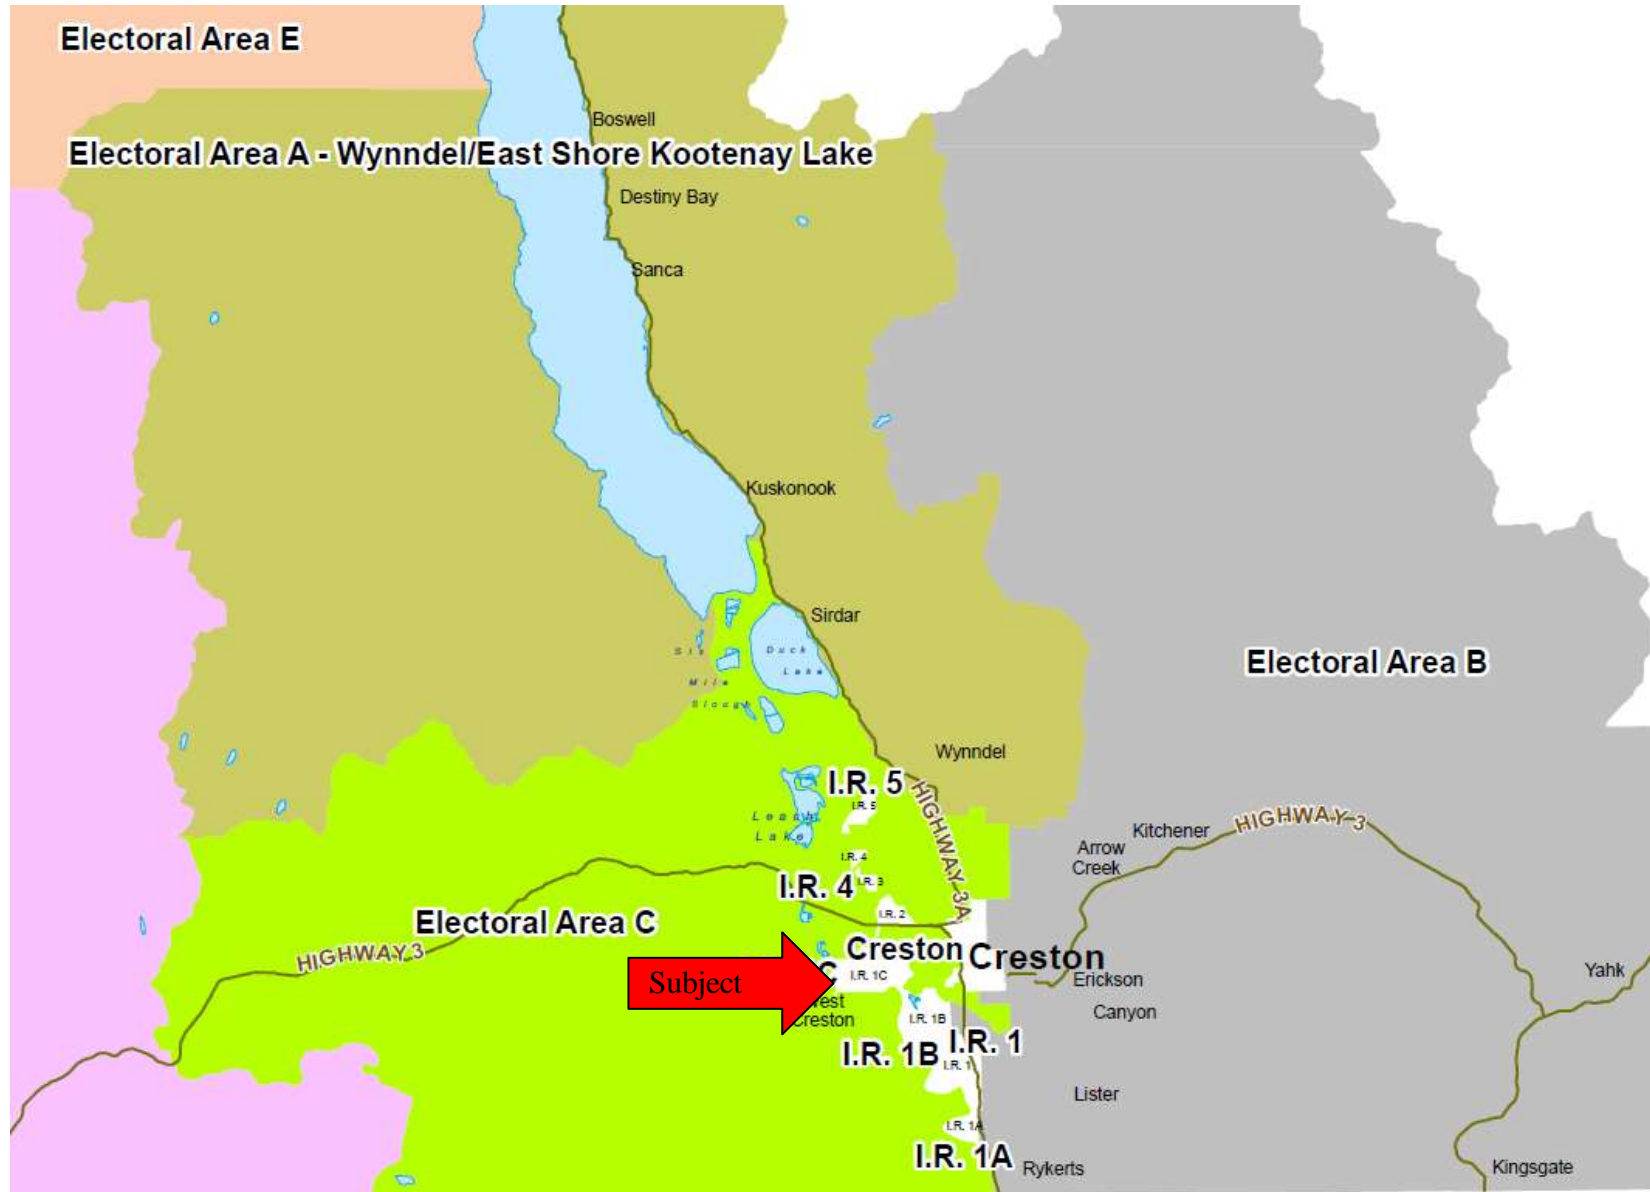 Electoral Area E
Boswell
Electoral Area A - Wynndel/East Shore Kootenay Lake
Destiny Bay
Sanca
Kuskonook
Sirdar
Six
Mile
Slough
Duck
Lake
Electoral Area B
Wynndel
I.R. 5
I.R. 5
HIGHWAY 3A
Leach
Lake
Kitchener
HIGHWAY 3
Arrow
Creek
I.R. 4
I.R. 4
I.R. 3
I.R. 2
Electoral Area C
HIGHWAY 3
Creston
Creston
Subject
C
I.R. 1C
Erickson
Yahk
Creston
Canyon
I.R. 1B
I.R. 1B
I.R. 1
I.R. 1
Lister
I.R. 1A
I.R. 1A
Rykerts
Kingsgate